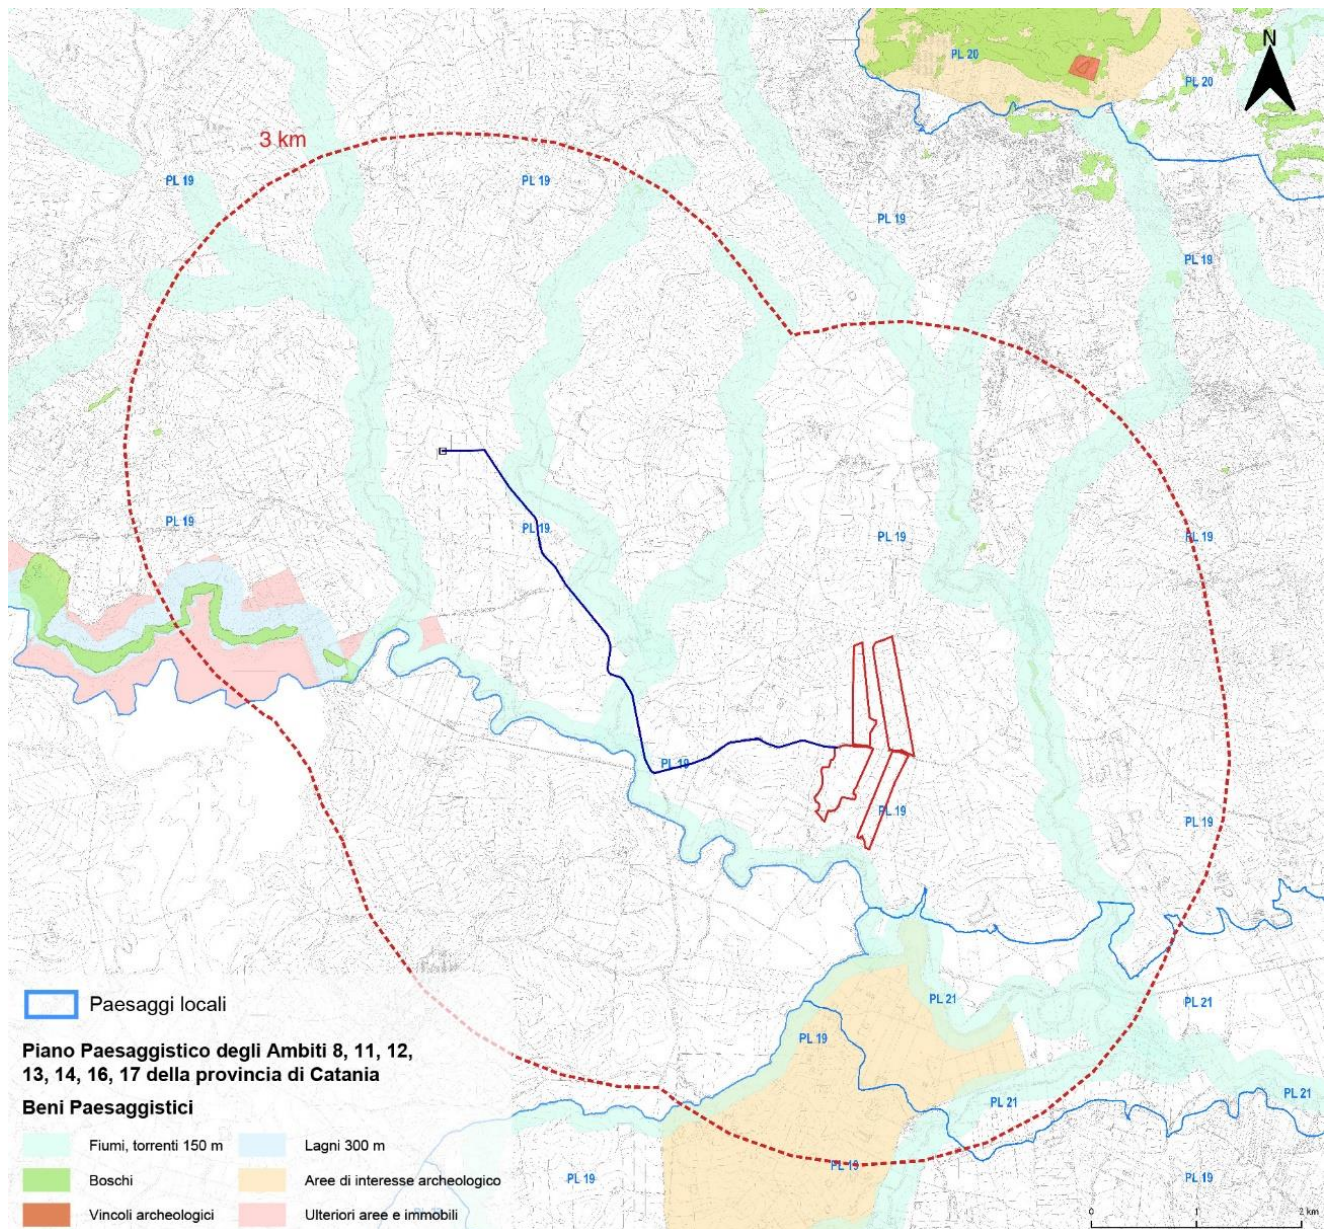 N
PL 20
PL 20
3 km
PL 19
PL 19
PL 19
PL 19
PL 19
PL 19
PL 19
PL 19
PL 19
PL 19
PL 19
PL 21
PL 21
PL 19
PL 21
PL 21
PL 19
PL 19
PL 19
Paesaggi locali
Piano Paesaggistico degli Ambiti 8, 11, 12,
13, 14, 16, 17 della provincia di Catania
Beni Paesaggistici
Fiumi, torrenti 150 m
Lagni 300 m
Boschi
Aree di interesse archeologico
Vincoli archeologici
Ulteriori aree e immobili
0 1 2 km